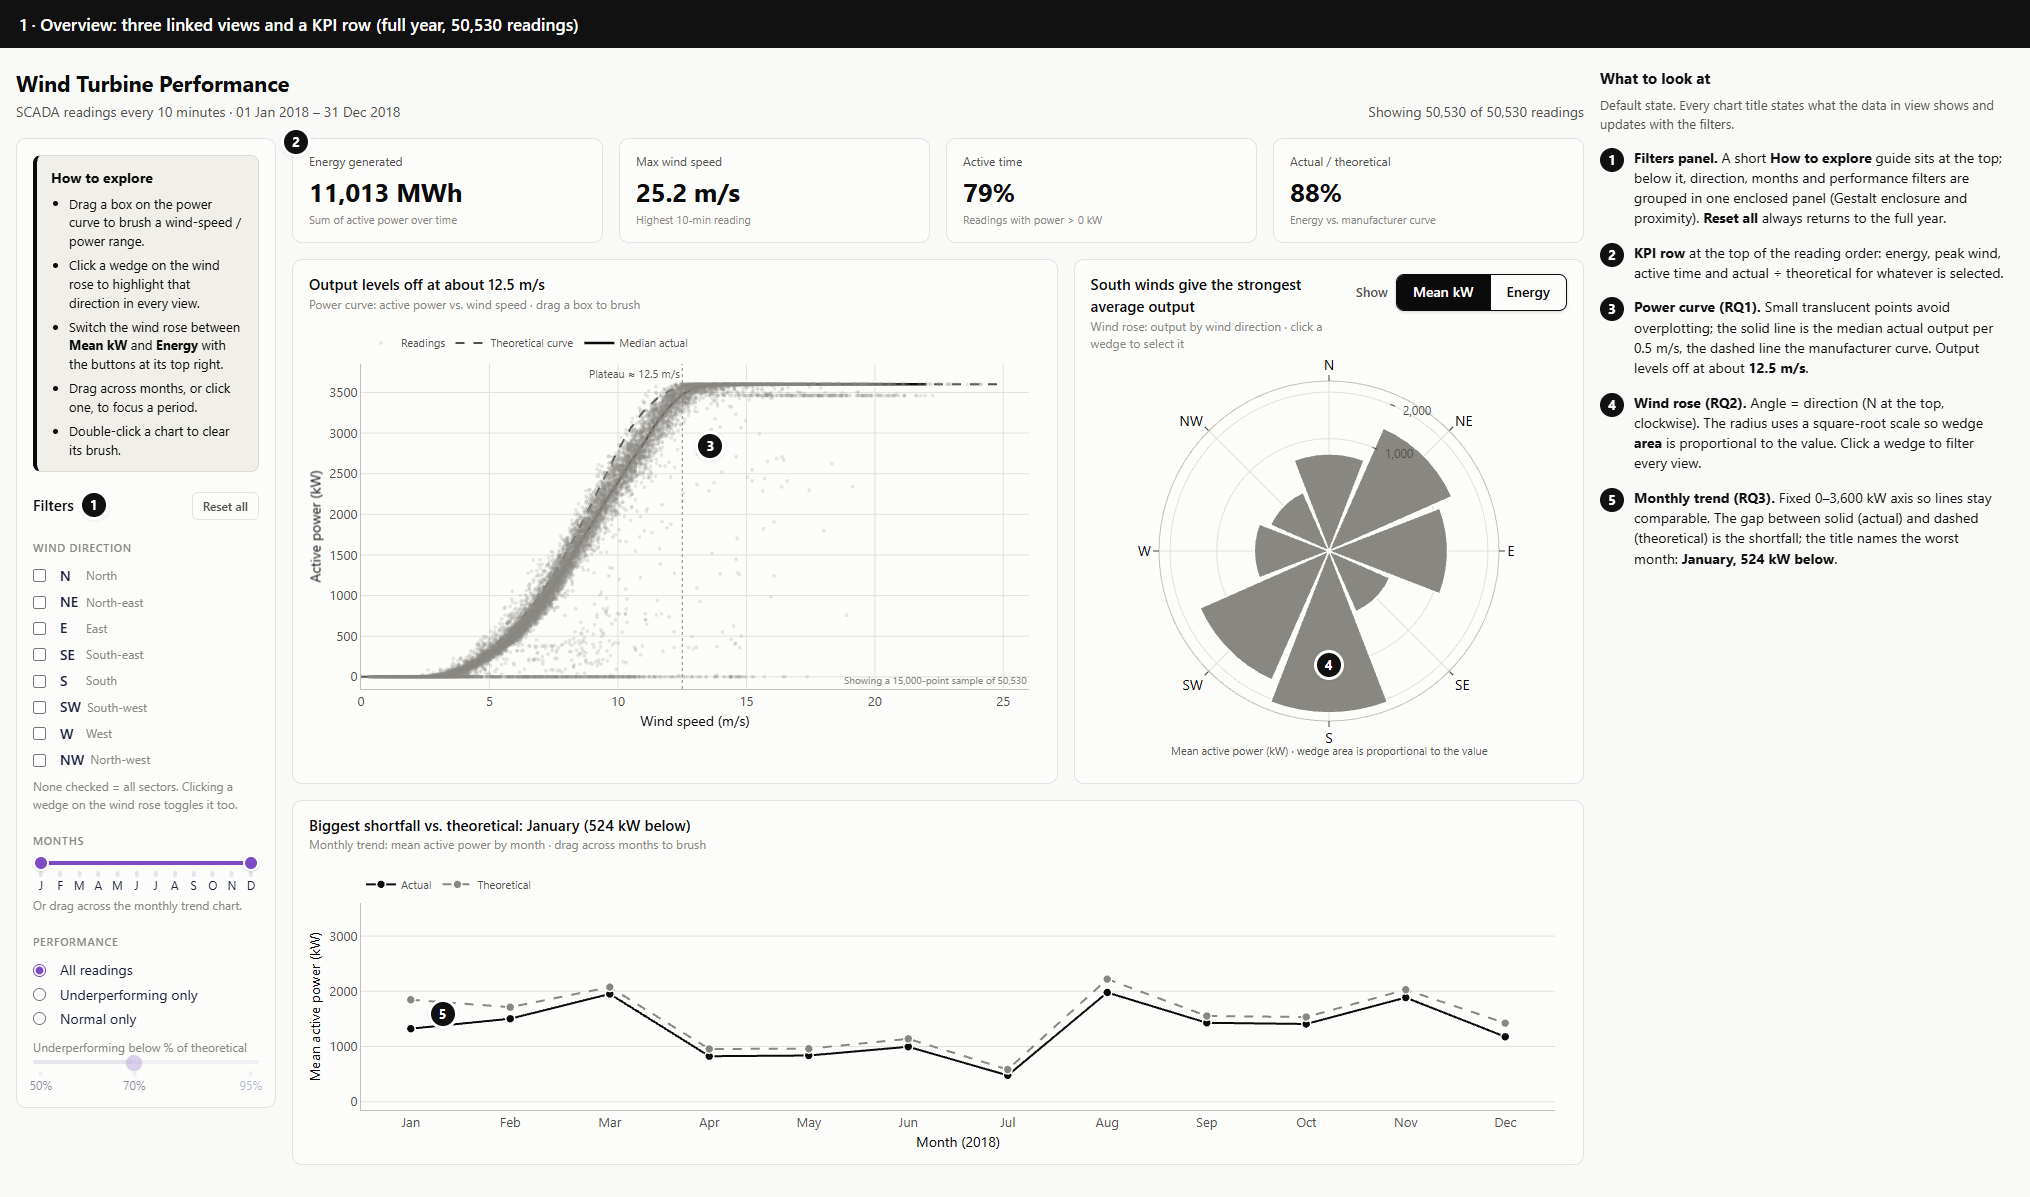 1 · Overview: three linked views and a KPI row (full year, 50,530 readings)
Wind Turbine Performance
SCADA readings every 10 minutes · 01 Jan 2018 – 31 Dec 2018
Showing 50,530 of 50,530 readings
How to explore
• Drag a box on the power
curve to brush a wind-speed /
power range.
• Click a wedge on the wind
rose to highlight that
direction in every view.
• Switch the wind rose between
Mean kW and Energy with
the buttons at its top right.
• Drag across months, or click
one, to focus a period.
• Double-click a chart to clear
its brush.
Filters 1
Reset all
WIND DIRECTION
N North
NE North-east
E East
SE South-east
S South
SW South-west
W West
NW North-west
None checked = all sectors. Clicking a
wedge on the wind rose toggles it too.
MONTHS
J F M A M J J A S O N D
Or drag across the monthly trend chart.
PERFORMANCE
All readings
Underperforming only
Normal only
Underperforming below % of theoretical
50% 70% 95%
2
Energy generated
11,013 MWh
Sum of active power over time
Max wind speed
25.2 m/s
Highest 10-min reading
Active time
79%
Readings with power > 0 kW
Actual / theoretical
88%
Energy vs. manufacturer curve
Output levels off at about 12.5 m/s
Power curve: active power vs. wind speed · drag a box to brush
Readings Theoretical curve Median actual
Plateau ≈ 12.5 m/s
3
Active power (kW)
3500
3000
2500
2000
1500
1000
500
0
Showing a 15,000-point sample of 50,530
0 5 10 15 20 25
Wind speed (m/s)
South winds give the strongest
average output
Wind rose: output by wind direction · click a
wedge to select it
Show Mean kW Energy
N
NW
2,000
NE
1,000
W
E
4
SW
SE
S
Mean active power (kW) · wedge area is proportional to the value
Biggest shortfall vs. theoretical: January (524 kW below)
Monthly trend: mean active power by month · drag across months to brush
Actual Theoretical
Mean active power (kW)
3000
2000
1000
0
5
Jan Feb Mar Apr May Jun Jul Aug Sep Oct Nov Dec
Month (2018)
What to look at
Default state. Every chart title states what the data in view shows and
updates with the filters.
1 Filters panel. A short How to explore guide sits at the top;
below it, direction, months and performance filters are
grouped in one enclosed panel (Gestalt enclosure and
proximity). Reset all always returns to the full year.
2 KPI row at the top of the reading order: energy, peak wind,
active time and actual ÷ theoretical for whatever is selected.
3 Power curve (RQ1). Small translucent points avoid
overplotting; the solid line is the median actual output per
0.5 m/s, the dashed line the manufacturer curve. Output
levels off at about 12.5 m/s.
4 Wind rose (RQ2). Angle = direction (N at the top,
clockwise). The radius uses a square-root scale so wedge
area is proportional to the value. Click a wedge to filter
every view.
5 Monthly trend (RQ3). Fixed 0–3,600 kW axis so lines stay
comparable. The gap between solid (actual) and dashed
(theoretical) is the shortfall; the title names the worst
month: January, 524 kW below.